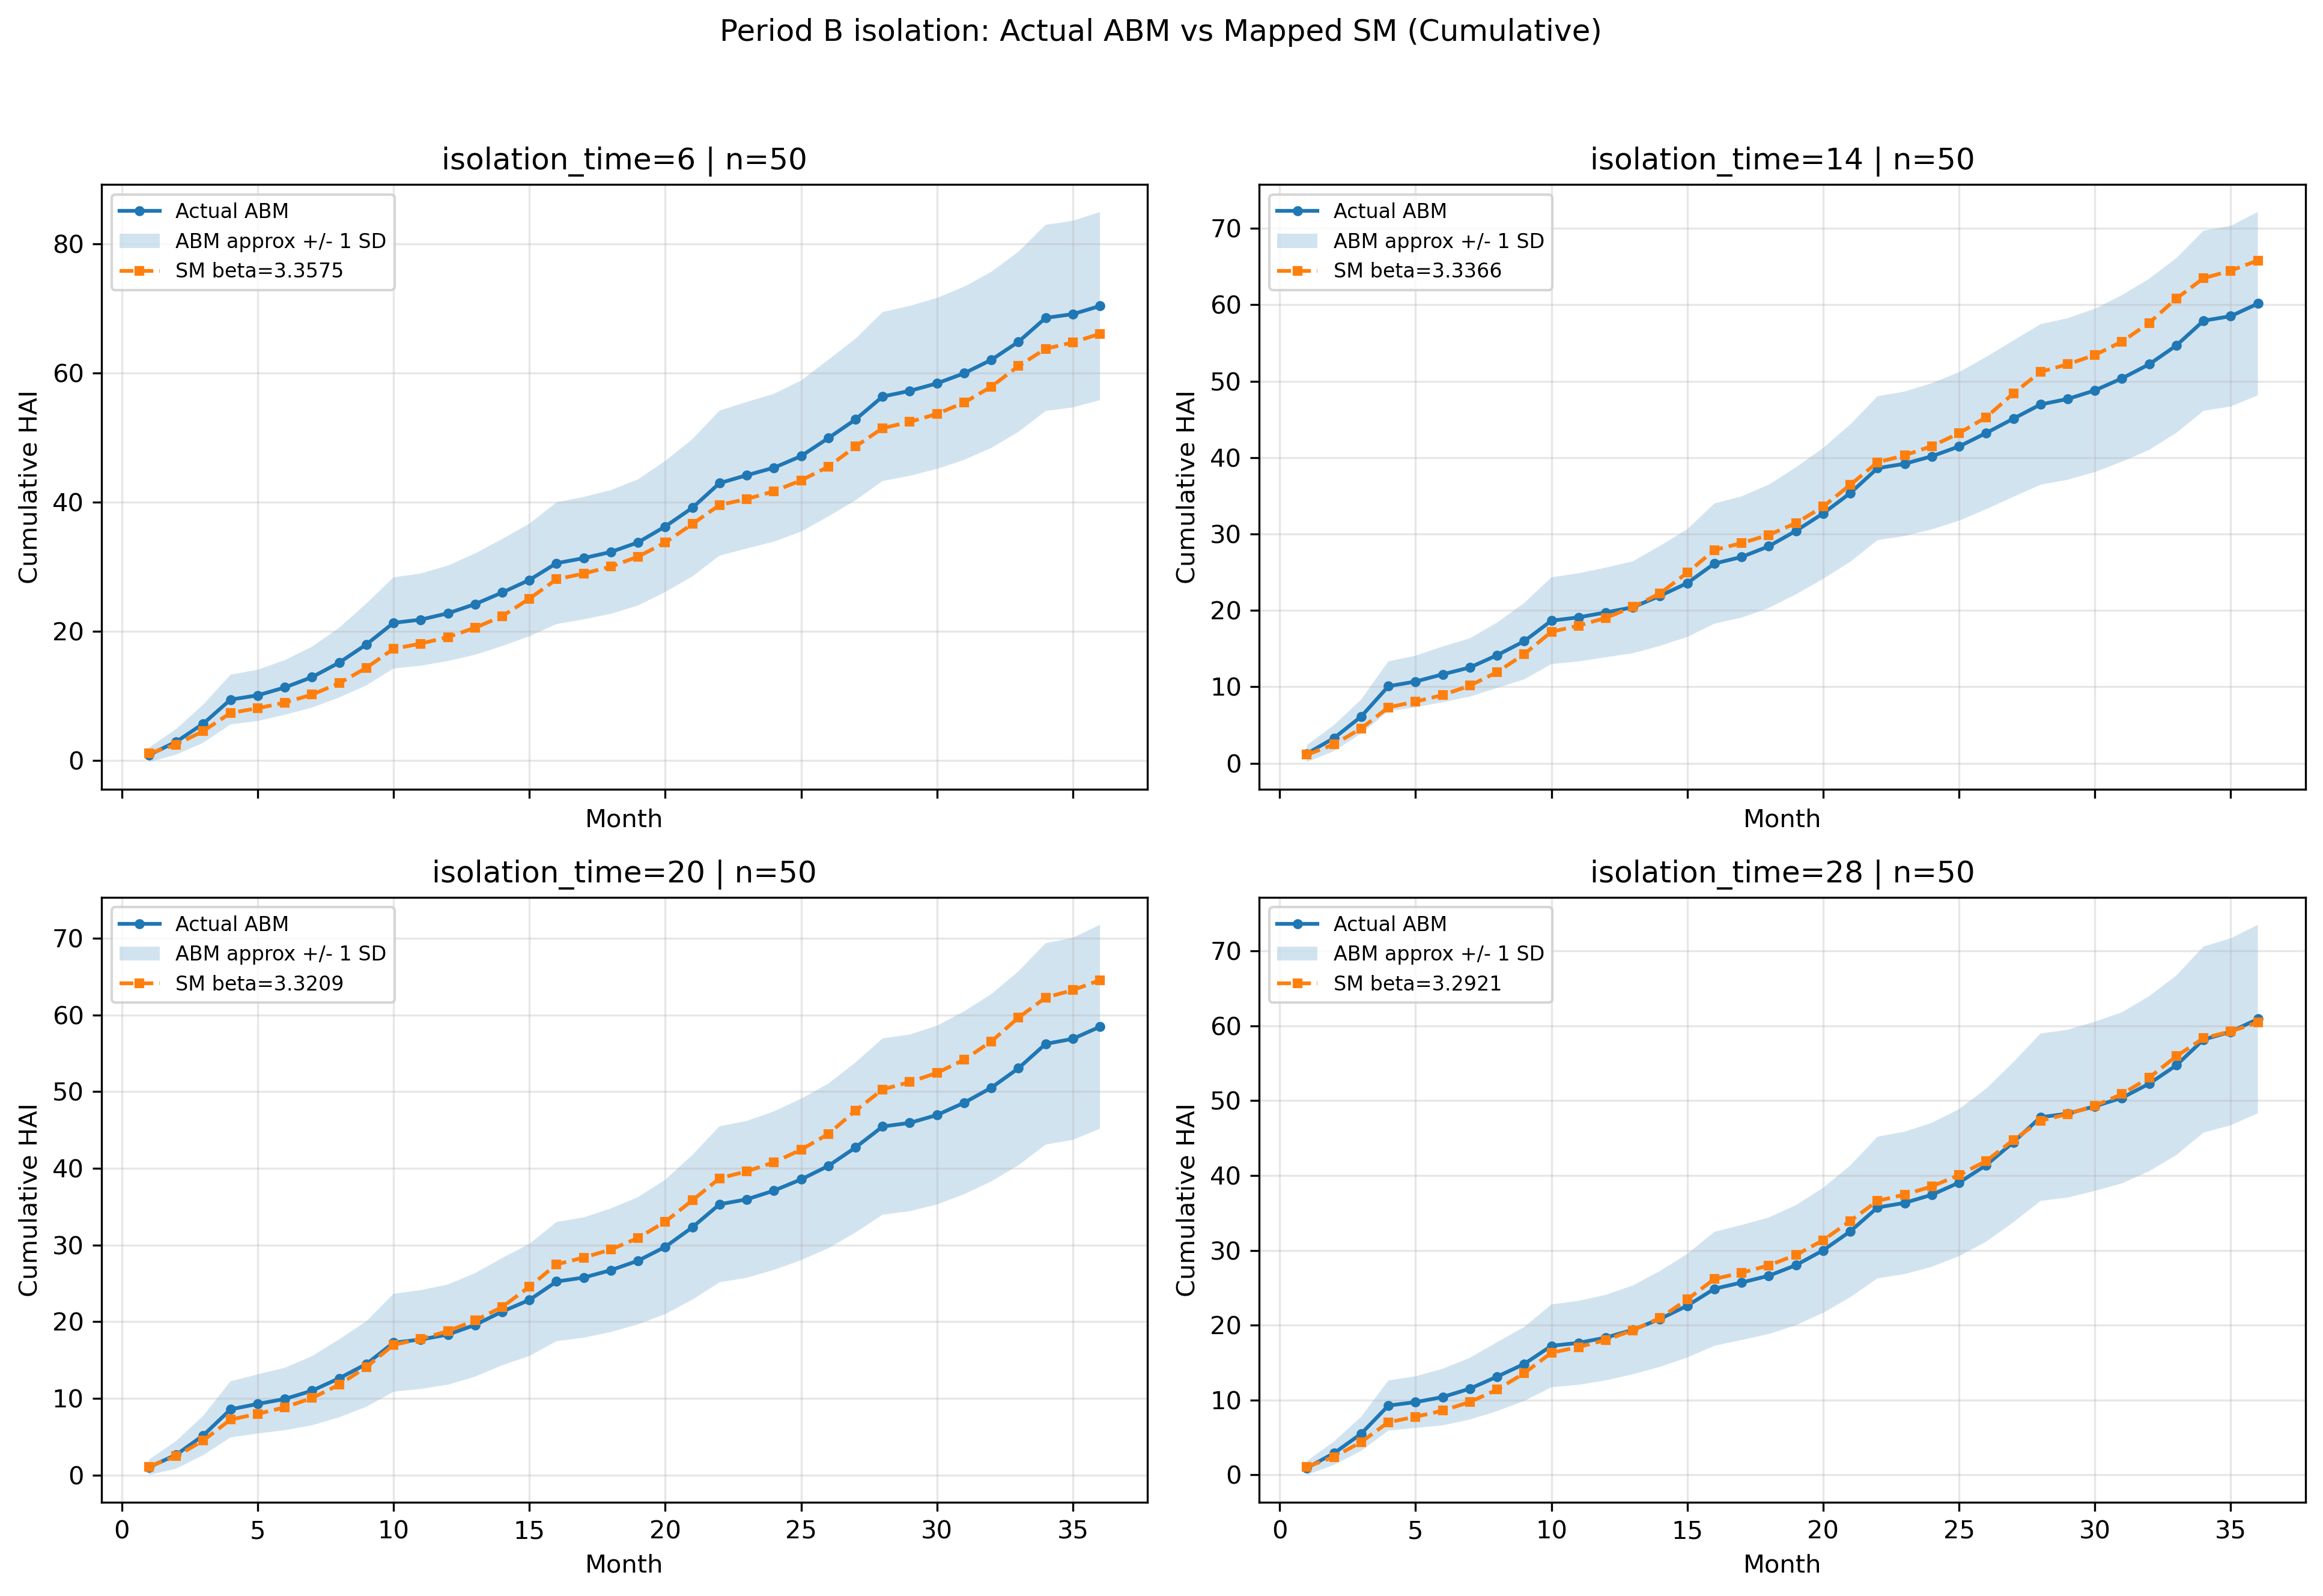 Period B isolation: Actual ABM vs Mapped SM (Cumulative)
isolation_time=6 | n=50
Actual ABM
ABM approx +/- 1 SD
SM beta=3.3575
80
60
40
20
0
Cumulative HAI
Month
isolation_time=14 | n=50
Actual ABM
ABM approx +/- 1 SD
SM beta=3.3366
70
60
50
40
30
20
10
0
Cumulative HAI
Month
isolation_time=20 | n=50
Actual ABM
ABM approx +/- 1 SD
SM beta=3.3209
70
60
50
40
30
20
10
0
Cumulative HAI
0 5 10 15 20 25 30 35
Month
isolation_time=28 | n=50
Actual ABM
ABM approx +/- 1 SD
SM beta=3.2921
70
60
50
40
30
20
10
0
Cumulative HAI
0 5 10 15 20 25 30 35
Month